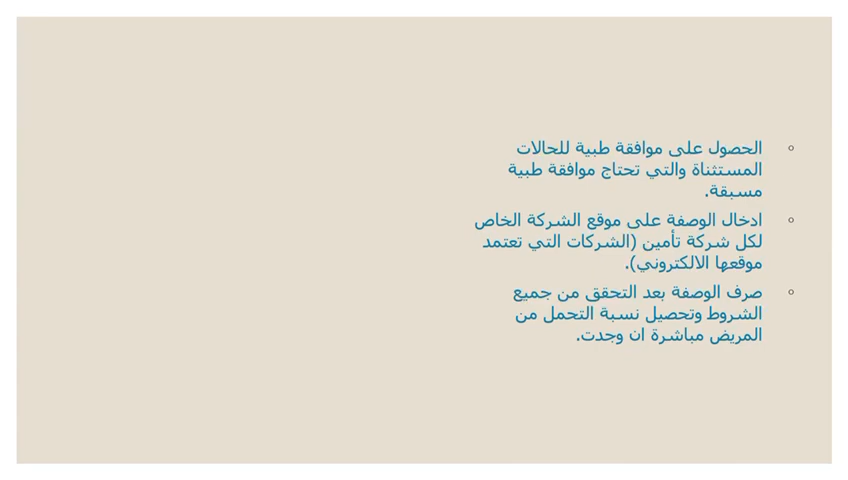 الحصول على موافقة طبية للحالات
المستثناة والتي تحتاج موافقة طبية
مسبقة.
ادخال الوصفة على موقع الشركة الخاص
لكل شركة تأمين (الشركات التي تعتمد
موقعها الالكتروني).
صرف الوصفة بعد التحقق من جميع
الشروط وتحصيل نسبة التحمل من
المريض مباشرة ان وجدت.